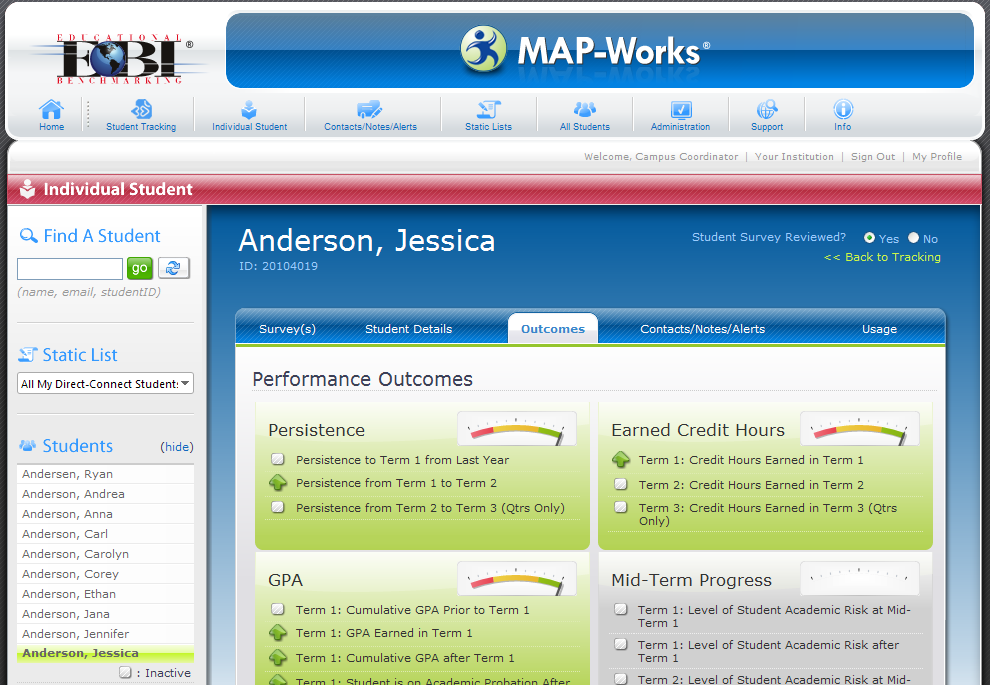 EDUCATIONAL
EBI®
BENCHMARKING
MAP-Works®
Home
Student Tracking
Individual Student
Contacts/Notes/Alerts
Static Lists
All Students
Administration
Support
Info
Welcome, Campus Coordinator | Your Institution | Sign Out | My Profile
Individual Student
Find A Student
go
(name, email, studentID)
Static List
All My Direct-Connect Students
Students (hide)
Andersen, Ryan
Anderson, Andrea
Anderson, Anna
Anderson, Carl
Anderson, Carolyn
Anderson, Corey
Anderson, Ethan
Anderson, Jana
Anderson, Jennifer
Anderson, Jessica
: Inactive
Anderson, Jessica
ID: 20104019
Student Survey Reviewed? Yes No
<< Back to Tracking
Survey(s)
Student Details
Outcomes
Contacts/Notes/Alerts
Usage
Performance Outcomes
Persistence
Persistence to Term 1 from Last Year
Persistence from Term 1 to Term 2
Persistence from Term 2 to Term 3 (Qtrs Only)
Earned Credit Hours
Term 1: Credit Hours Earned in Term 1
Term 2: Credit Hours Earned in Term 2
Term 3: Credit Hours Earned in Term 3 (Qtrs
Only)
GPA
Term 1: Cumulative GPA Prior to Term 1
Term 1: GPA Earned in Term 1
Term 1: Cumulative GPA after Term 1
Term 1: Student is on Academic Probation After
Mid-Term Progress
Term 1: Level of Student Academic Risk at Mid-
Term 1
Term 1: Level of Student Academic Risk after
Term 1
Term 2: Level of Student Academic Risk at Mid-